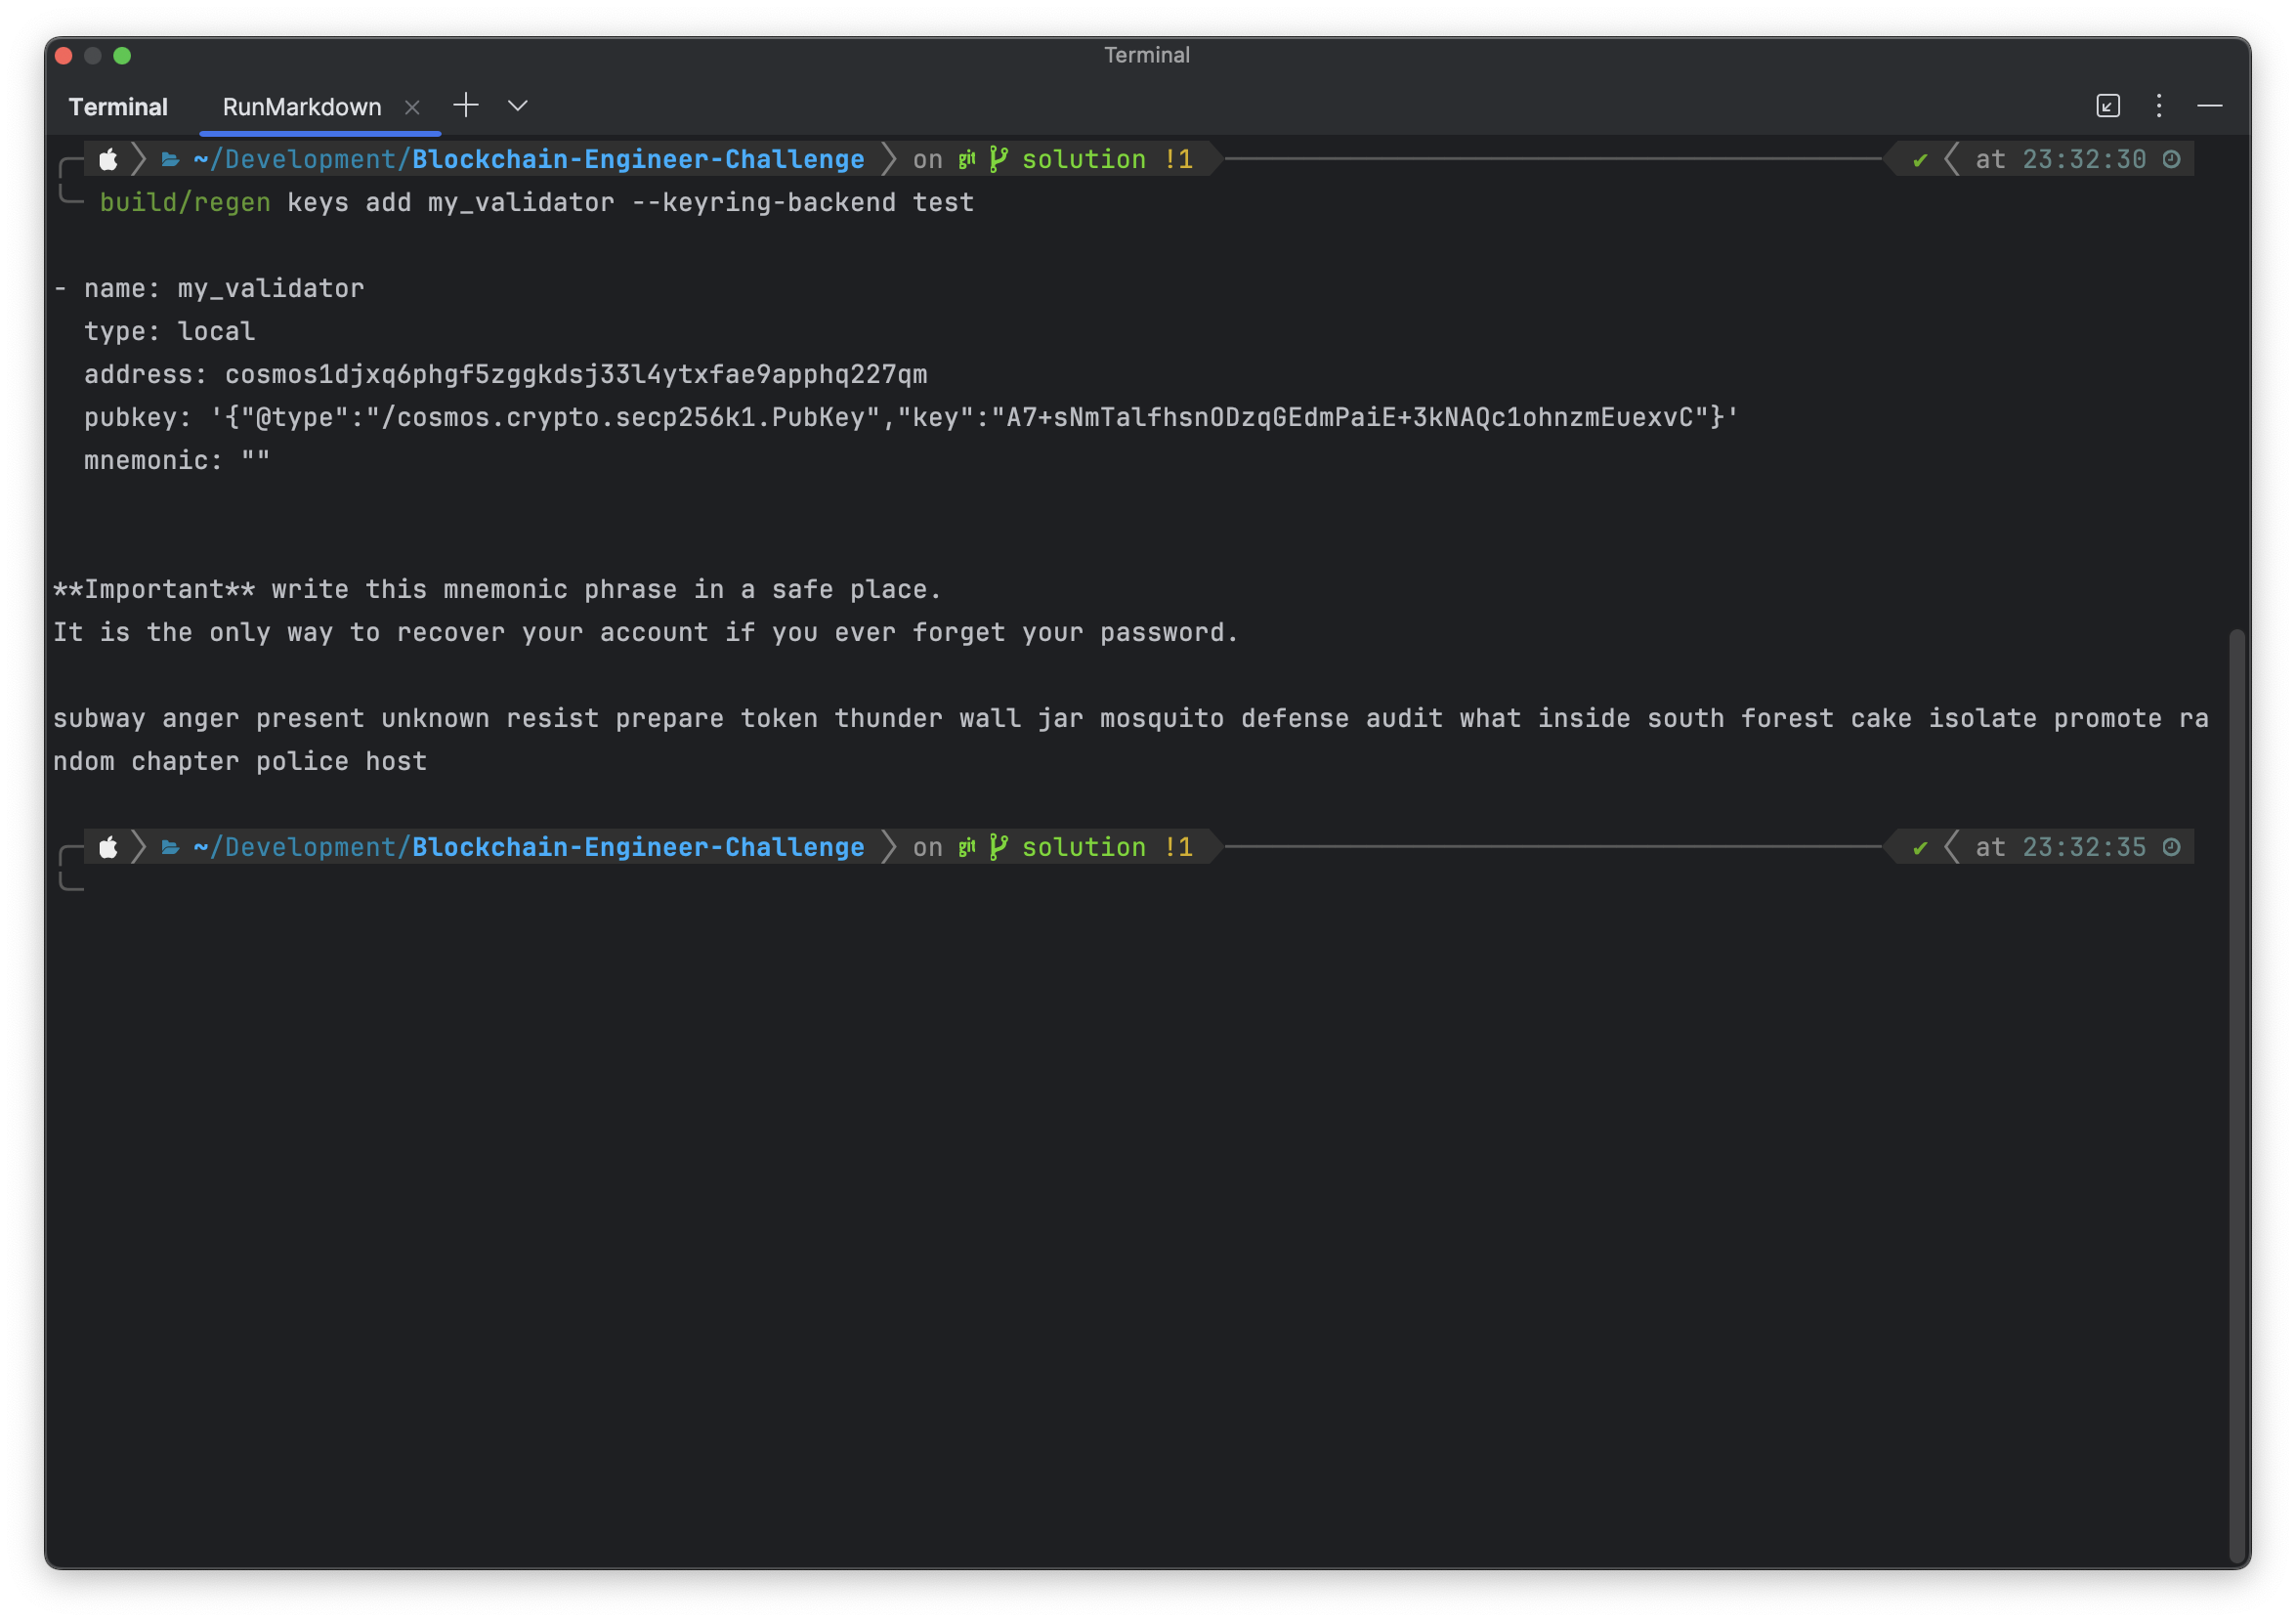 Terminal
Terminal RunMarkdown
~/Development/Blockchain-Engineer-Challenge on git solution !1 ✔ at 23:32:30
build/regen keys add my_validator --keyring-backend test
- name: my_validator
type: local
address: cosmos1djxq6phgf5zggkdsj33l4ytxfae9apphq227qm
pubkey: '{"@type":"/cosmos.crypto.secp256k1.PubKey","key":"A7+sNmTalfhsnODzqGEdmPaiE+3kNAQc1ohnzmEuexvC"}'
mnemonic: ""
**Important** write this mnemonic phrase in a safe place.
It is the only way to recover your account if you ever forget your password.
subway anger present unknown resist prepare token thunder wall jar mosquito defense audit what inside south forest cake isolate promote ra
ndom chapter police host
~/Development/Blockchain-Engineer-Challenge on git solution !1 ✔ at 23:32:35